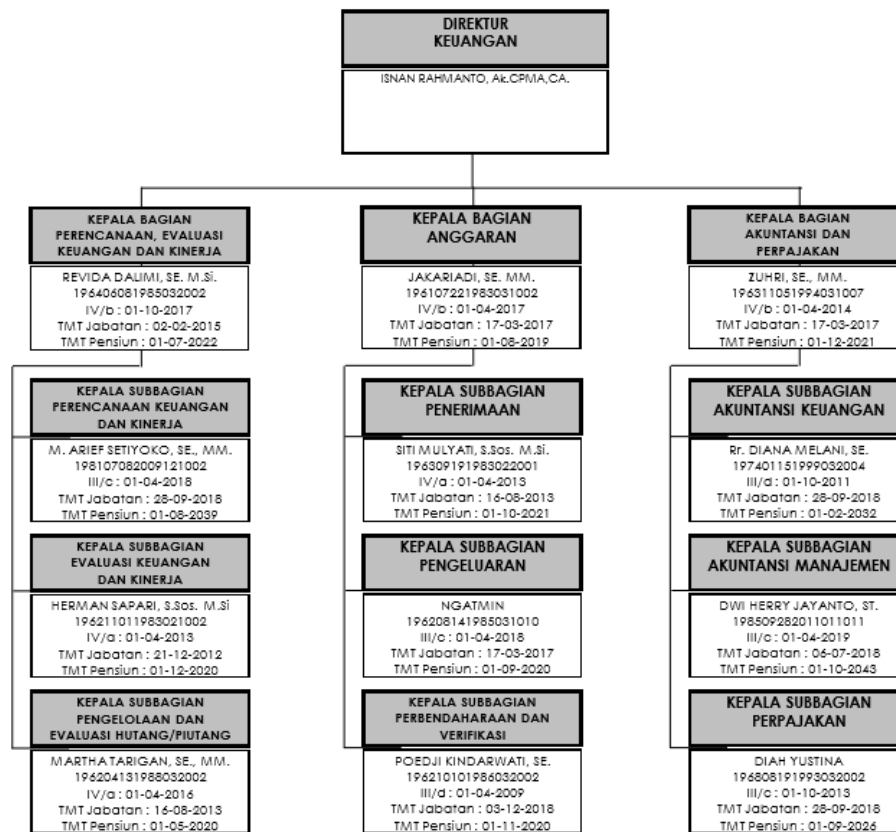 DIREKTUR
KEUANGAN
ISNAN RAHMANTO, Ak.CPMA,CA.
KEPALA BAGIAN
PERENCANAAN, EVALUASI
KEUANGAN DAN KINERJA
REVIDA DALIMI, SE. M.Si.
196406081985032002
IV/b : 01-10-2017
TMT Jabatan : 02-02-2015
TMT Pensiun : 01-07-2022
KEPALA SUBBAGIAN
PERENCANAAN KEUANGAN
DAN KINERJA
M. ARIEF SETIYOKO, SE., MM.
198107082009121002
III/c : 01-04-2018
TMT Jabatan : 28-09-2018
TMT Pensiun : 01-08-2039
KEPALA SUBBAGIAN
EVALUASI KEUANGAN
DAN KINERJA
HERMAN SAPARI, S.Sos. M.Si
196211011983021002
IV/a : 01-04-2013
TMT Jabatan : 21-12-2012
TMT Pensiun : 01-12-2020
KEPALA SUBBAGIAN
PENGELOLAAN DAN
EVALUASI HUTANG/PIUTANG
MARTHA TARIGAN, SE., MM.
196204131988032002
IV/a : 01-04-2016
TMT Jabatan : 16-08-2013
TMT Pensiun : 01-05-2020
KEPALA BAGIAN
ANGGARAN
JAKARIADI, SE. MM.
196107221983031002
IV/b : 01-04-2017
TMT Jabatan : 17-03-2017
TMT Pensiun : 01-08-2019
KEPALA SUBBAGIAN
PENERIMAAN
SITI MULYATI, S.Sos. M.Si.
196309191983022001
IV/a : 01-04-2013
TMT Jabatan : 16-08-2013
TMT Pensiun : 01-10-2021
KEPALA SUBBAGIAN
PENGELUARAN
NGATMIN
196208141985031010
III/c : 01-04-2018
TMT Jabatan : 17-03-2017
TMT Pensiun : 01-09-2020
KEPALA SUBBAGIAN
PERBENDAHARAAN DAN
VERIFIKASI
POEDJI KINDARWATI, SE.
196210101986032002
III/d : 01-04-2009
TMT Jabatan : 03-12-2018
TMT Pensiun : 01-11-2020
KEPALA BAGIAN
AKUNTANSI DAN
PERPAJAKAN
ZUHRI, SE., MM.
196311051994031007
IV/b : 01-04-2014
TMT Jabatan : 17-03-2017
TMT Pensiun : 01-12-2021
KEPALA SUBBAGIAN
AKUNTANSI KEUANGAN
Rr. DIANA MELANI, SE.
197401151999032004
III/d : 01-10-2011
TMT Jabatan : 28-09-2018
TMT Pensiun : 01-02-2032
KEPALA SUBBAGIAN
AKUNTANSI MANAJEMEN
DWI HERRY JAYANTO, ST.
198509282011011011
III/c : 01-04-2019
TMT Jabatan : 06-07-2018
TMT Pensiun : 01-10-2043
KEPALA SUBBAGIAN
PERPAJAKAN
DIAH YUSTINA
196808191993032002
III/c : 01-10-2013
TMT Jabatan : 28-09-2018
TMT Pensiun : 01-09-2026